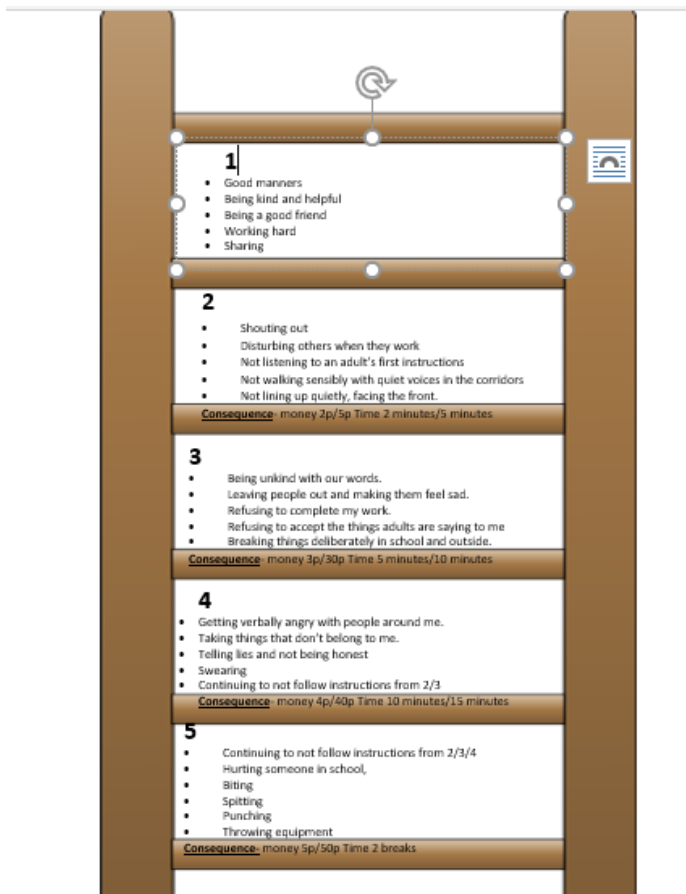 1
• Good manners
• Being kind and helpful
• Being a good friend
• Working hard
• Sharing
2
• Shouting out
• Disturbing others when they work
• Not listening to an adult's first instructions
• Not walking sensibly with quiet voices in the corridors
• Not lining up quietly, facing the front.
Consequence- money 2p/5p Time 2 minutes/5 minutes
3
• Being unkind with our words.
• Leaving people out and making them feel sad.
• Refusing to complete my work.
• Refusing to accept the things adults are saying to me
• Breaking things deliberately in school and outside.
Consequence- money 3p/30p Time 5 minutes/10 minutes
4
• Getting verbally angry with people around me.
• Taking things that don't belong to me.
• Telling lies and not being honest
• Swearing
• Continuing to not follow instructions from 2/3
Consequence- money 4p/40p Time 10 minutes/15 minutes
5
• Continuing to not follow instructions from 2/3/4
• Hurting someone in school,
• Biting
• Spitting
• Punching
• Throwing equipment
Consequence- money 5p/50p Time 2 breaks